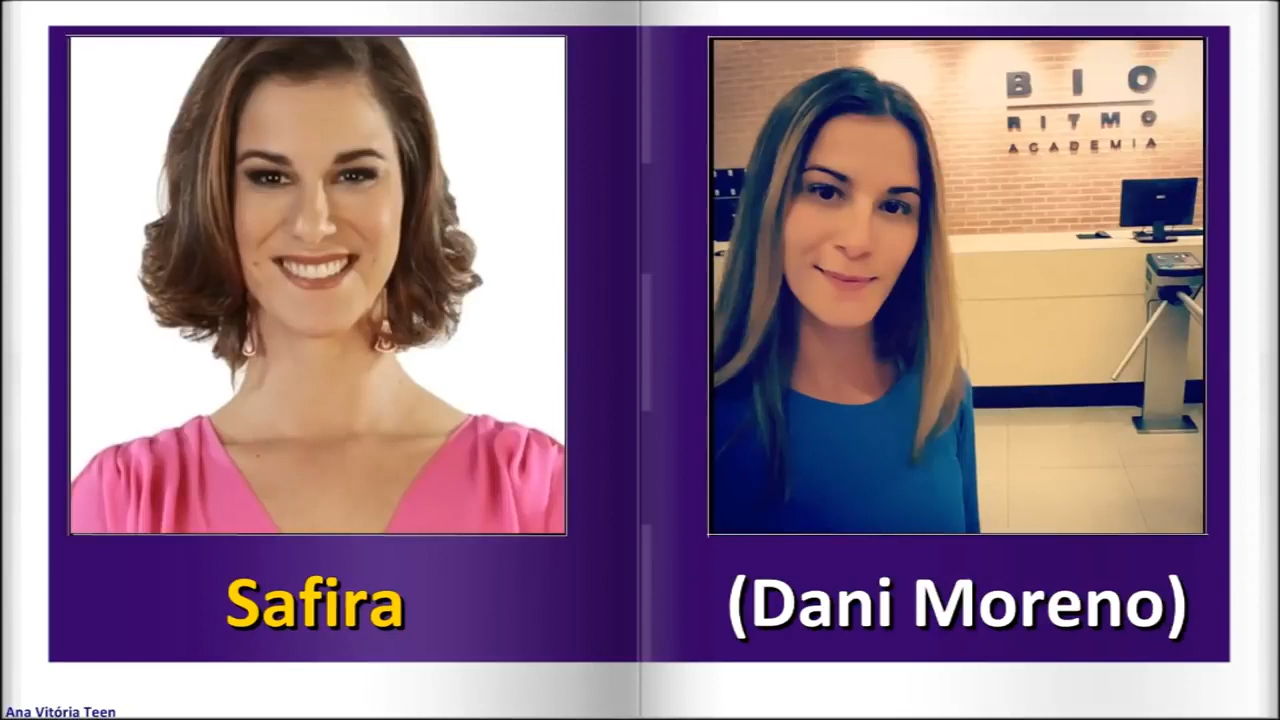 BIO
RITMO
ACADEMIA
Safira
(Dani Moreno)
Ana Vitória Teen